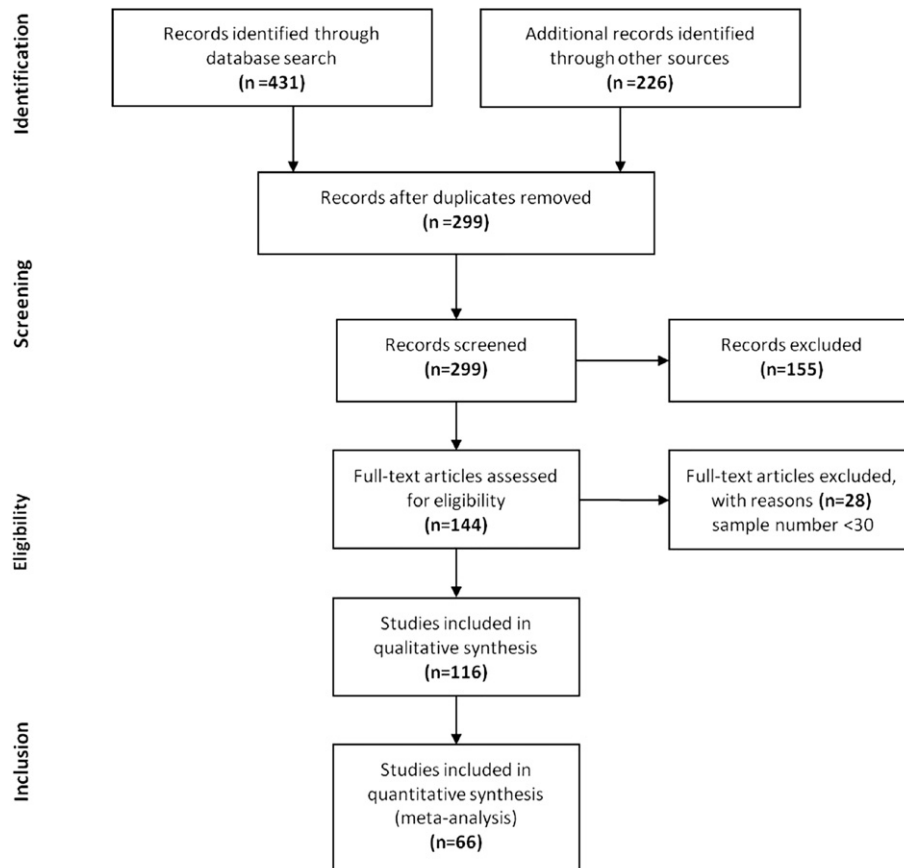 Identification
Records identified through
database search
(n =431)
Additional records identified
through other sources
(n =226)
Records after duplicates removed
(n =299)
Screening
Records screened
(n=299)
Records excluded
(n=155)
Eligibility
Full-text articles assessed
for eligibility
(n=144)
Full-text articles excluded,
with reasons (n=28)
sample number <30
Studies included in
qualitative synthesis
(n=116)
Inclusion
Studies included in
quantitative synthesis
(meta-analysis)
(n=66)